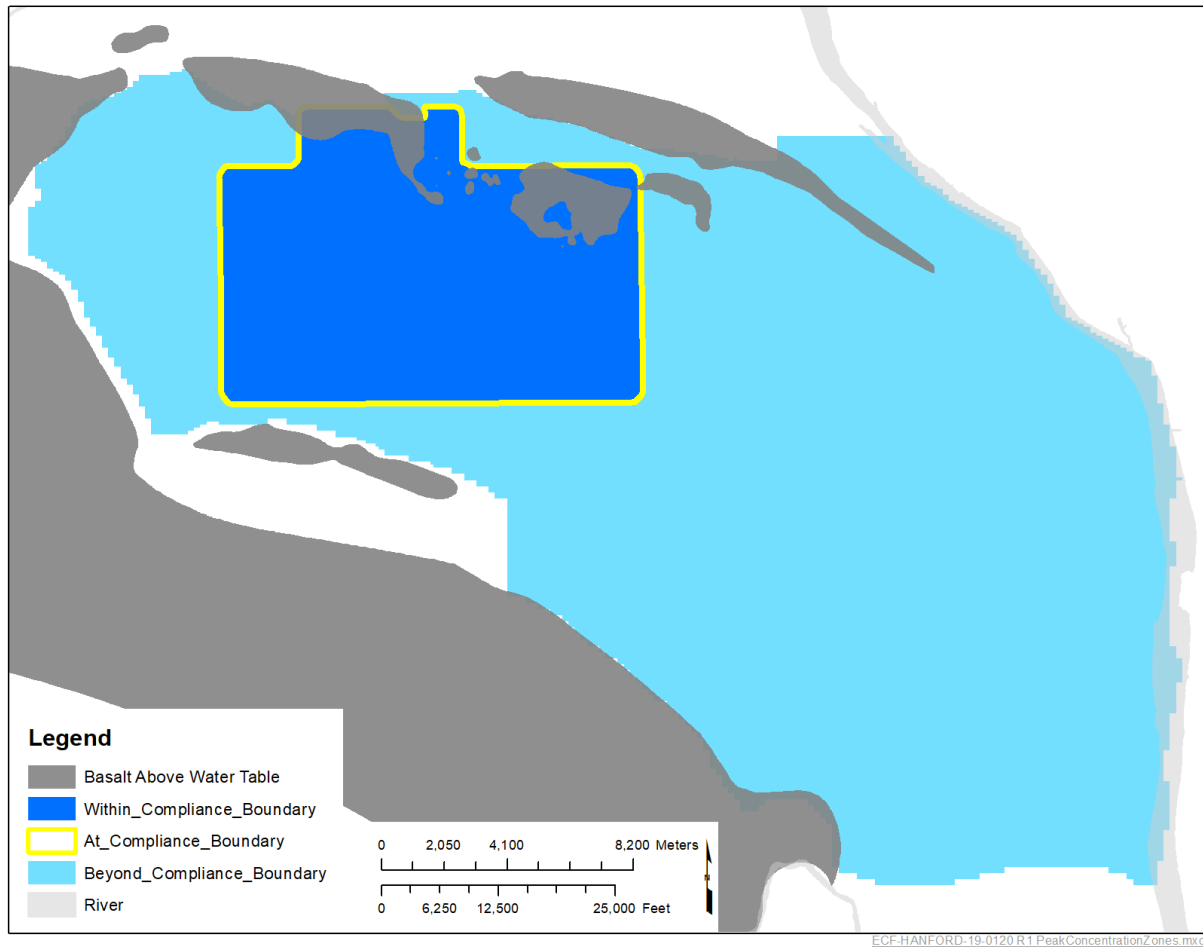 Legend
Basalt Above Water Table
Within_Compliance_Boundary
At_Compliance_Boundary
Beyond_Compliance_Boundary
River
0 2,050 4,100 8,200 Meters
0 6,250 12,500 25,000 Feet
N
ECF-HANFORD-19-0120 R1 PeakConcentrationZones.mxd